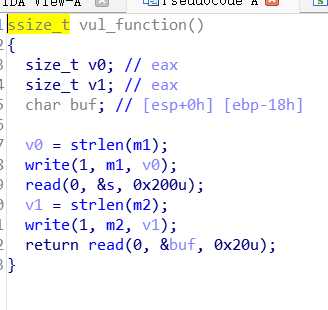 IDA View-A Pseudocode-A
ssize_t vul_function()
{
size_t v0; // eax
size_t v1; // eax
char buf; // [esp+0h] [ebp-18h]
v0 = strlen(m1);
write(1, m1, v0);
read(0, &s, 0x200u);
v1 = strlen(m2);
write(1, m2, v1);
return read(0, &buf, 0x20u);
}